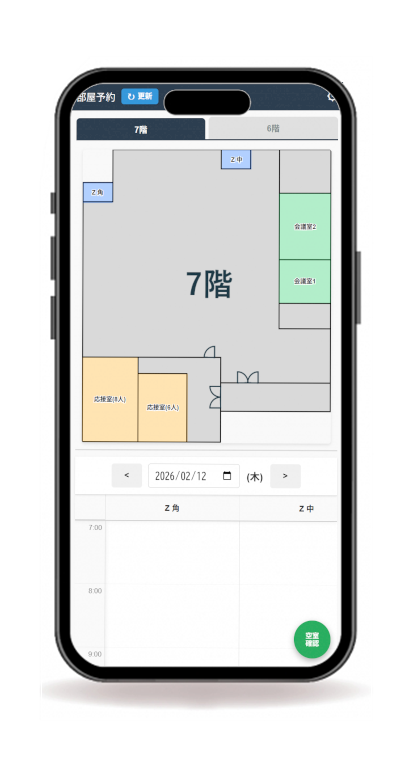 部屋予約 更新
7階 6階
Z 中
Z 角
会議室2
7階
会議室1
応接室(8人)
応接室(6人)
< 2026/02/12 (木) >
Z 角 Z 中
7:00
8:00
9:00
空室
確認